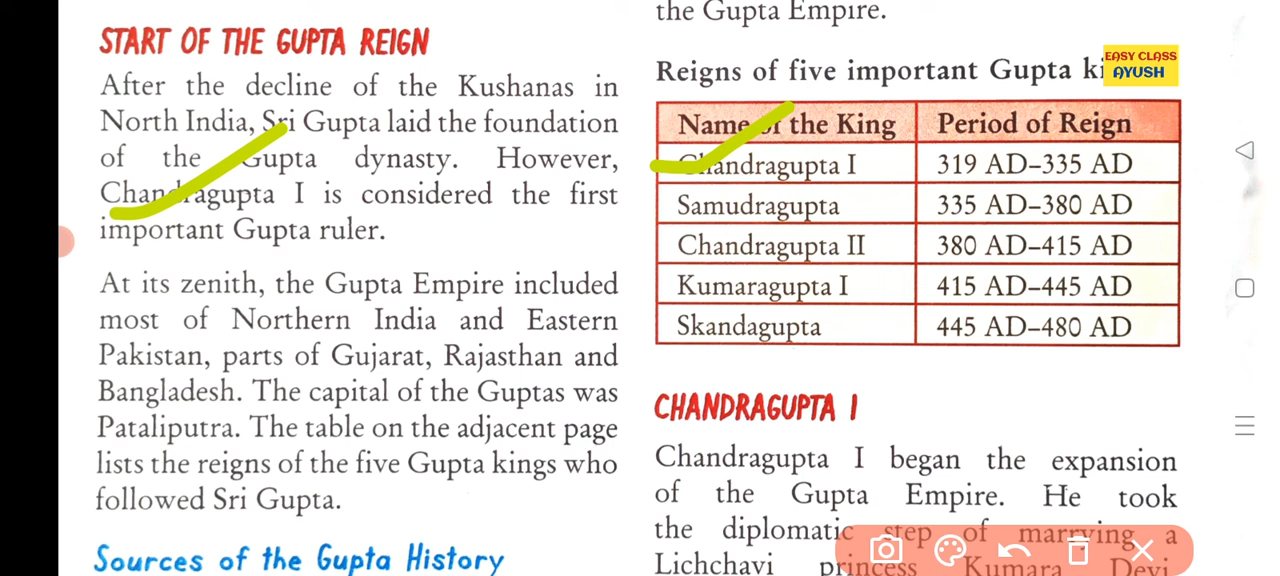 START OF THE GUPTA REIGN
After the decline of the Kushanas in
North India, Sri Gupta laid the foundation
of the Gupta dynasty. However,
Chandragupta I is considered the first
important Gupta ruler.
At its zenith, the Gupta Empire included
most of Northern India and Eastern
Pakistan, parts of Gujarat, Rajasthan and
Bangladesh. The capital of the Guptas was
Pataliputra. The table on the adjacent page
lists the reigns of the five Gupta kings who
followed Sri Gupta.
Sources of the Gupta History
the Gupta Empire.
Reigns of five important Gupta ki
EASY CLASS
AYUSH
Name of the King Period of Reign
Chandragupta I 319 AD–335 AD
Samudragupta 335 AD–380 AD
Chandragupta II 380 AD–415 AD
Kumaragupta I 415 AD–445 AD
Skandagupta 445 AD–480 AD
CHANDRAGUPTA I
Chandragupta I began the expansion
of the Gupta Empire. He took
the diplomatic step of marrying a
Lichchavi princess Kumara Devi